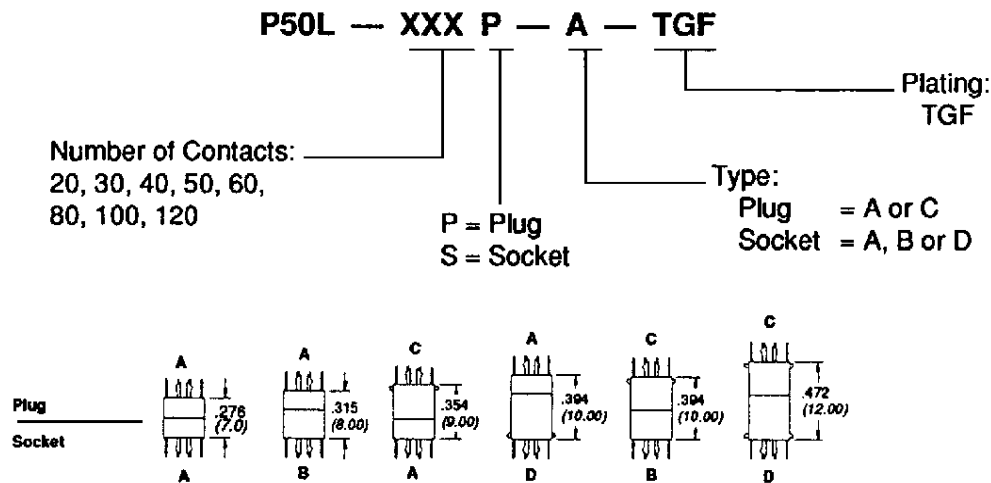 P50L — XXX P — A — TGF
Plating:
TGF
Number of Contacts:
20, 30, 40, 50, 60,
80, 100, 120
P = Plug
S = Socket
Type:
Plug = A or C
Socket = A, B or D
Plug
Socket
A
.276
(7.0)
A
A
.315
(8.00)
B
C
.354
(9.00)
A
A
.394
(10.00)
D
C
.394
(10.00)
B
C
.472
(12.00)
D